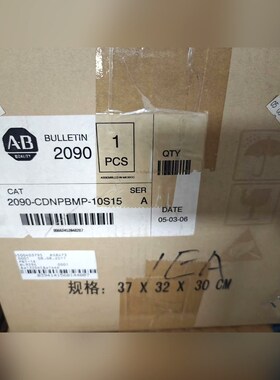 AB
QUALITY
BULLETIN
2090
1
PCS
QTY
CAT
2090-CDNPBMP-10S15
SER
A
DATE
05-03-06
1EA
规格: 37 X 32 X 30 CM